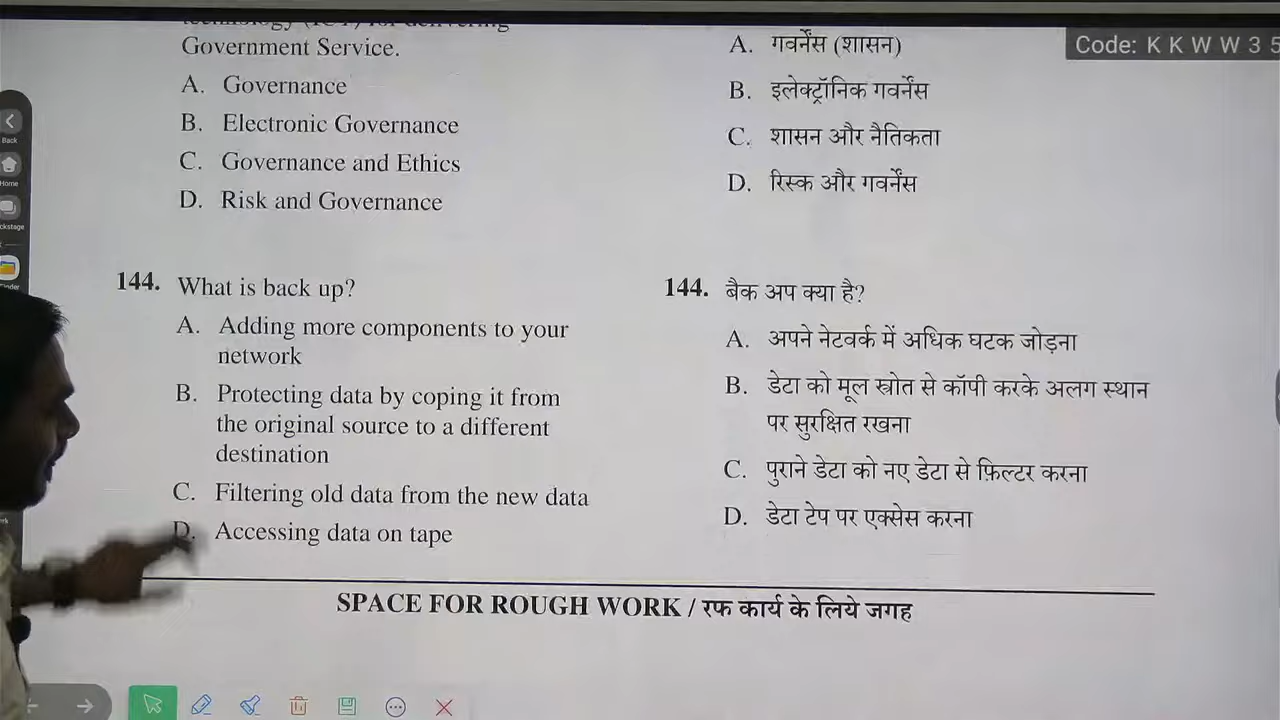 Government Service.
A. Governance
B. Electronic Governance
C. Governance and Ethics
D. Risk and Governance
144. What is back up?
A. Adding more components to your
network
B. Protecting data by coping it from
the original source to a different
destination
C. Filtering old data from the new data
D. Accessing data on tape
A. गवर्नेंस (शासन)
B. इलेक्ट्रॉनिक गवर्नेंस
C. शासन और नैतिकता
D. रिस्क और गवर्नेंस
144. बैक अप क्या है?
A. अपने नेटवर्क में अधिक घटक जोड़ना
B. डेटा को मूल स्त्रोत से कॉपी करके अलग स्थान
पर सुरक्षित रखना
C. पुराने डेटा को नए डेटा से फ़िल्टर करना
D. डेटा टेप पर एक्सेस करना
SPACE FOR ROUGH WORK / रफ कार्य के लिये जगह
Code: K K W W 3 5
Back
Home